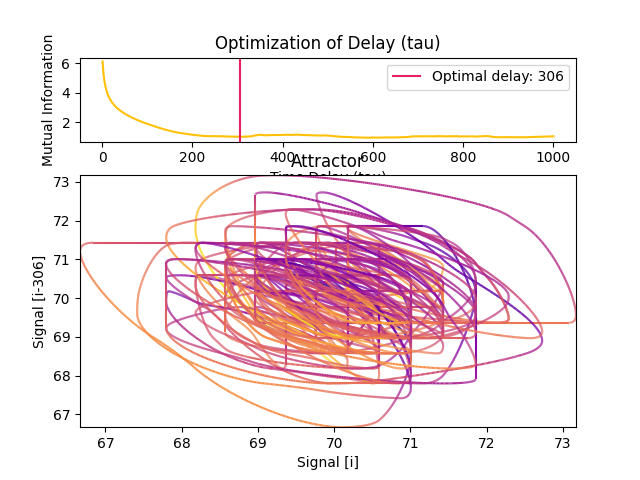 Optimization of Delay (tau)
Mutual Information
6
4
2
Optimal delay: 306
0 200 400 600 800 1000
Time Delay (tau)
Attractor
Signal [i-306]
73
72
71
70
69
68
67
67 68 69 70 71 72 73
Signal [i]